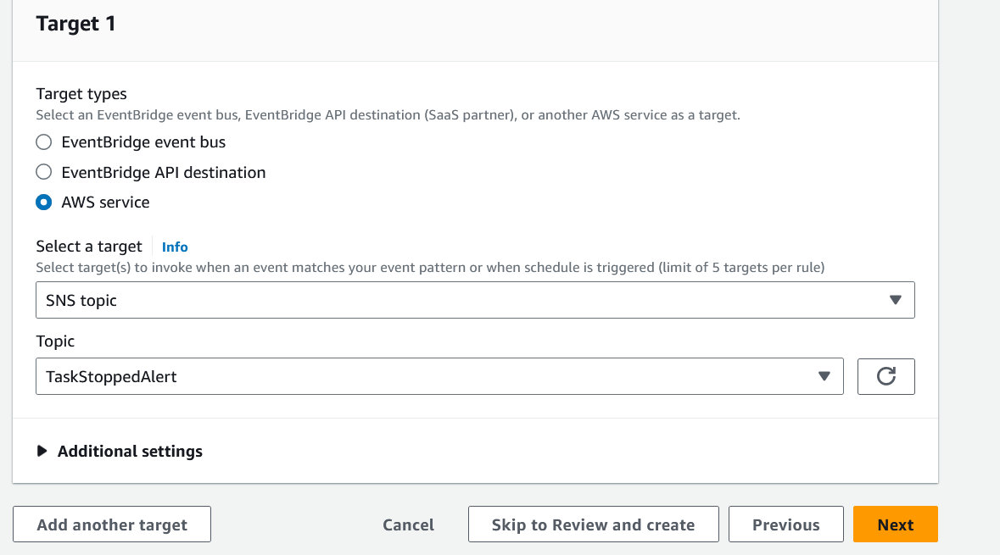 Target 1
Target types
Select an EventBridge event bus, EventBridge API destination (SaaS partner), or another AWS service as a target.
EventBridge event bus
EventBridge API destination
AWS service
Select a target Info
Select target(s) to invoke when an event matches your event pattern or when schedule is triggered (limit of 5 targets per rule)
SNS topic
Topic
TaskStoppedAlert
Additional settings
Add another target Cancel Skip to Review and create Previous Next